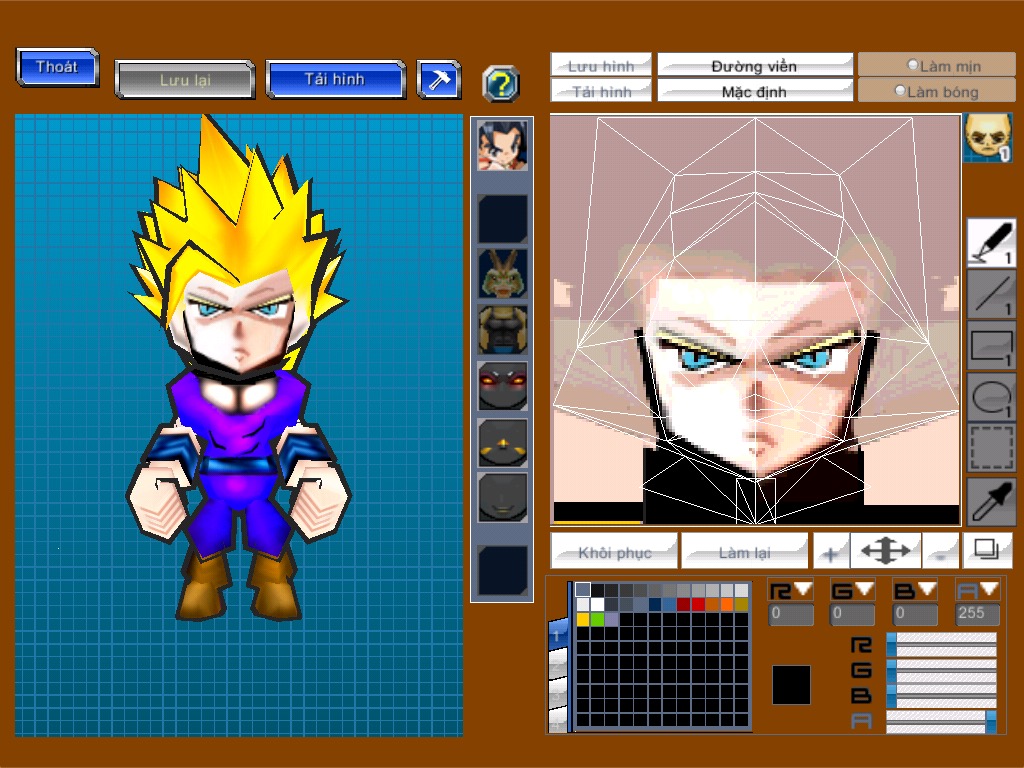 Thoát
Lưu lại
Tải hình
?
Lưu hình
Đường viền
Làm mịn
Tải hình
Mặc định
Làm bóng
1
1
1
1
1
Khôi phục
Làm lại
+
-
R
G
B
A
0
0
0
255
1
R
G
B
A